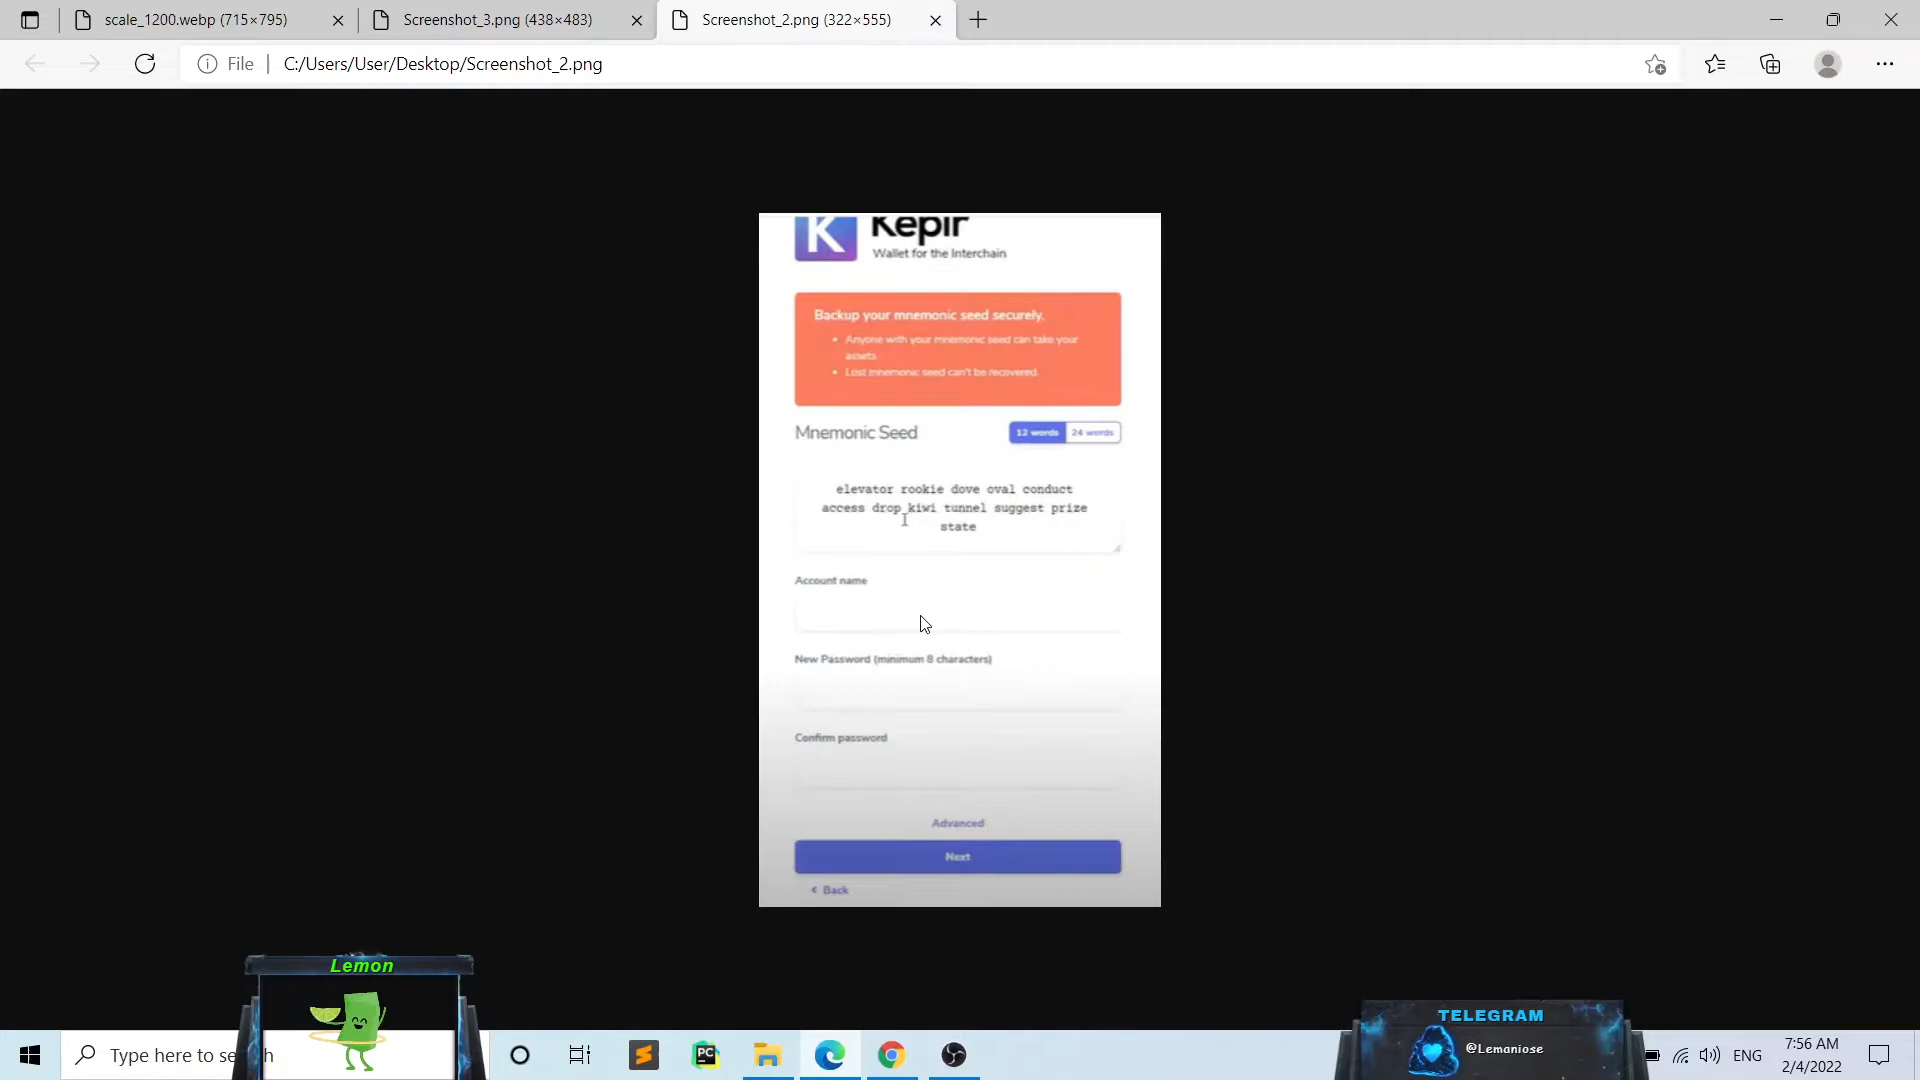 scale_1200.webp (715×795)
Screenshot_3.png (438×483)
Screenshot_2.png (322×555)
File
C:/Users/User/Desktop/Screenshot_2.png
K Keplr
Wallet for the Interchain
Backup your mnemonic seed securely.
• Anyone with your mnemonic seed can take your
assets.
• Lost mnemonic seed can't be recovered.
Mnemonic Seed
12 words 24 words
elevator rookie dove oval conduct
access drop kiwi tunnel suggest prize
state
Account name
New Password (minimum 8 characters)
Confirm password
Advanced
Next
< Back
Lemon
TELEGRAM
@Lemaniose
Type here to se h
PC
ENG
7:56 AM
2/4/2022